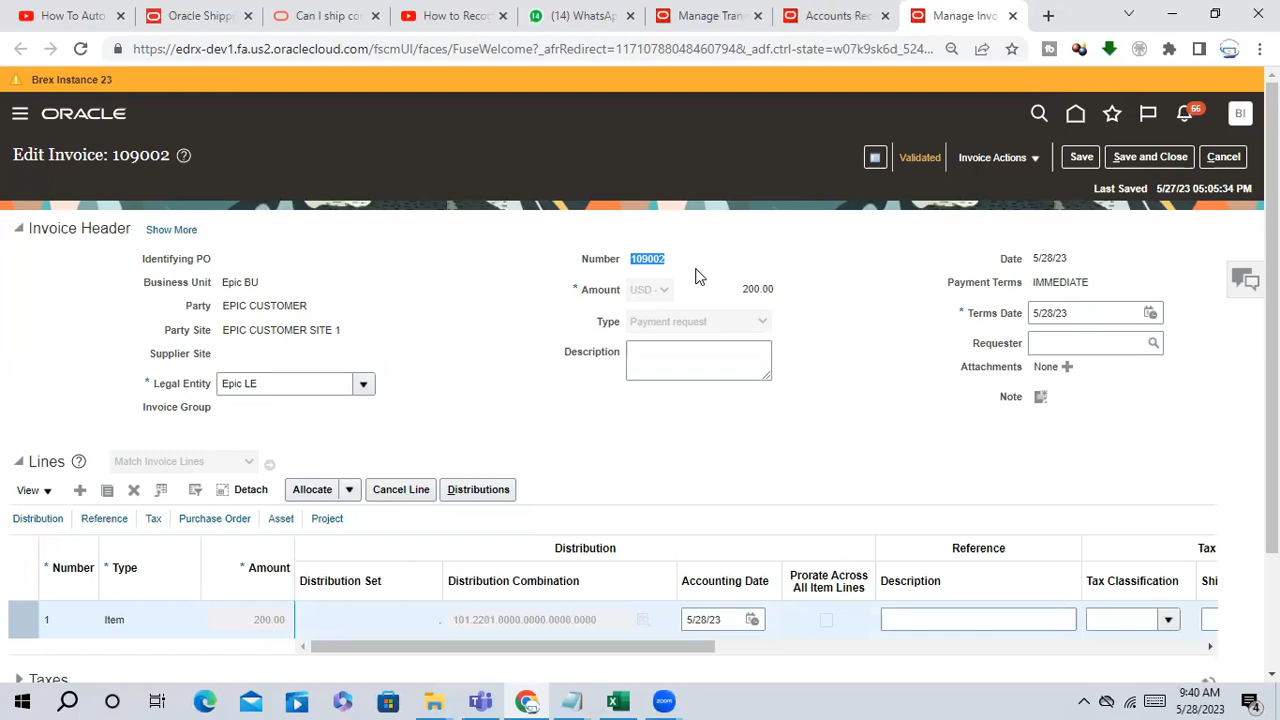 How To Auto
Oracle Shipp
Can I ship o
How to Rec
(14) WhatsA
Manage Tran
Accounts Rec
Manage Invo
https://edrx-dev1.fa.us2.oraclecloud.com/fscmUI/faces/FuseWelcome?_afrRedirect=11710788048460794&_adf.ctrl-state=w07k9sk6d_524...
Brex Instance 23
ORACLE
66
BI
Edit Invoice: 109002
Validated
Invoice Actions
Save
Save and Close
Cancel
Last Saved 5/27/23 05:05:34 PM
Invoice Header
Show More
Identifying PO
Business Unit Epic BU
Party EPIC CUSTOMER
Party Site EPIC CUSTOMER SITE 1
Supplier Site
* Legal Entity Epic LE
Invoice Group
Number 109002
* Amount USD - 200.00
Type Payment request
Description
Date 5/28/23
Payment Terms IMMEDIATE
* Terms Date 5/28/23
Requester
Attachments None
Note
Lines
Match Invoice Lines
View
Detach
Allocate
Cancel Line
Distributions
Distribution Reference Tax Purchase Order Asset Project
Distribution Reference Tax
* Number * Type * Amount Distribution Set Distribution Combination Accounting Date Prorate Across All Item Lines Description Tax Classification Shi
1 Item 200.00 101.2201.0000.0000.0000.0000 5/28/23
Taxes
zoom
9:40 AM
5/28/2023
4